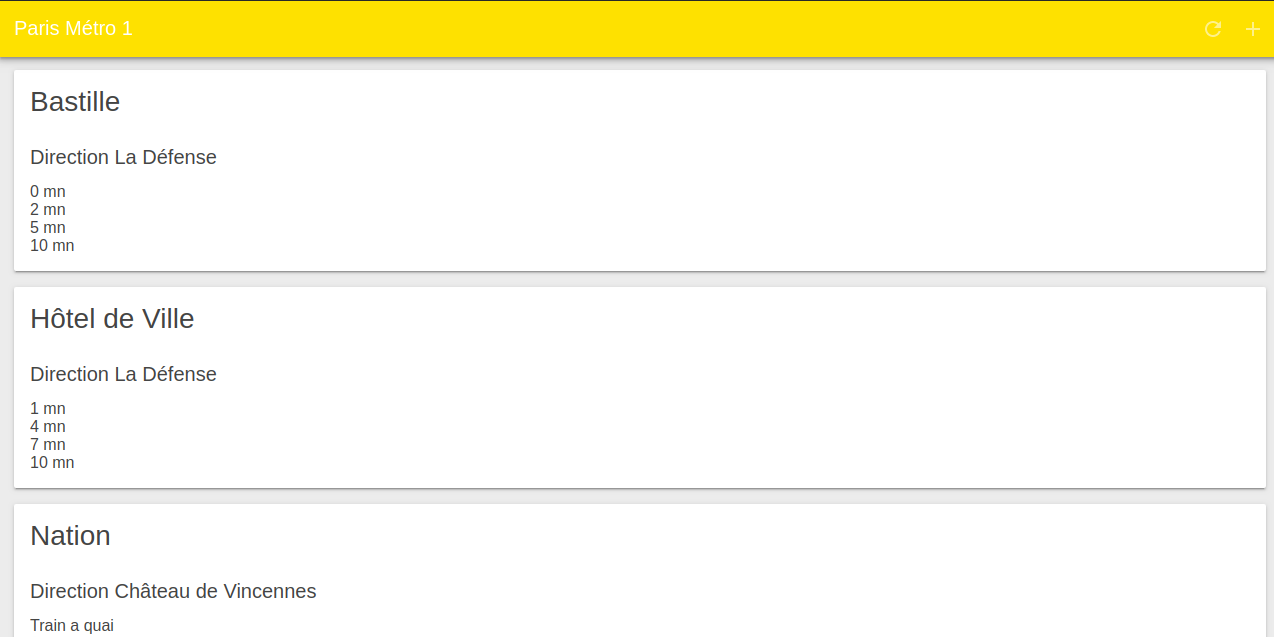 Paris Métro 1
Bastille
Direction La Défense
0 mn
2 mn
5 mn
10 mn
Hôtel de Ville
Direction La Défense
1 mn
4 mn
7 mn
10 mn
Nation
Direction Château de Vincennes
Train a quai